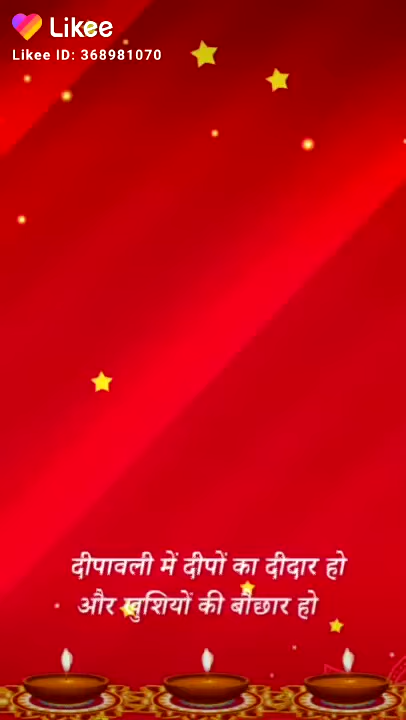 Likee
Likee ID: 368981070
दीपावली में दीपों का दीदार हो
और खुशियों की बौछार हो